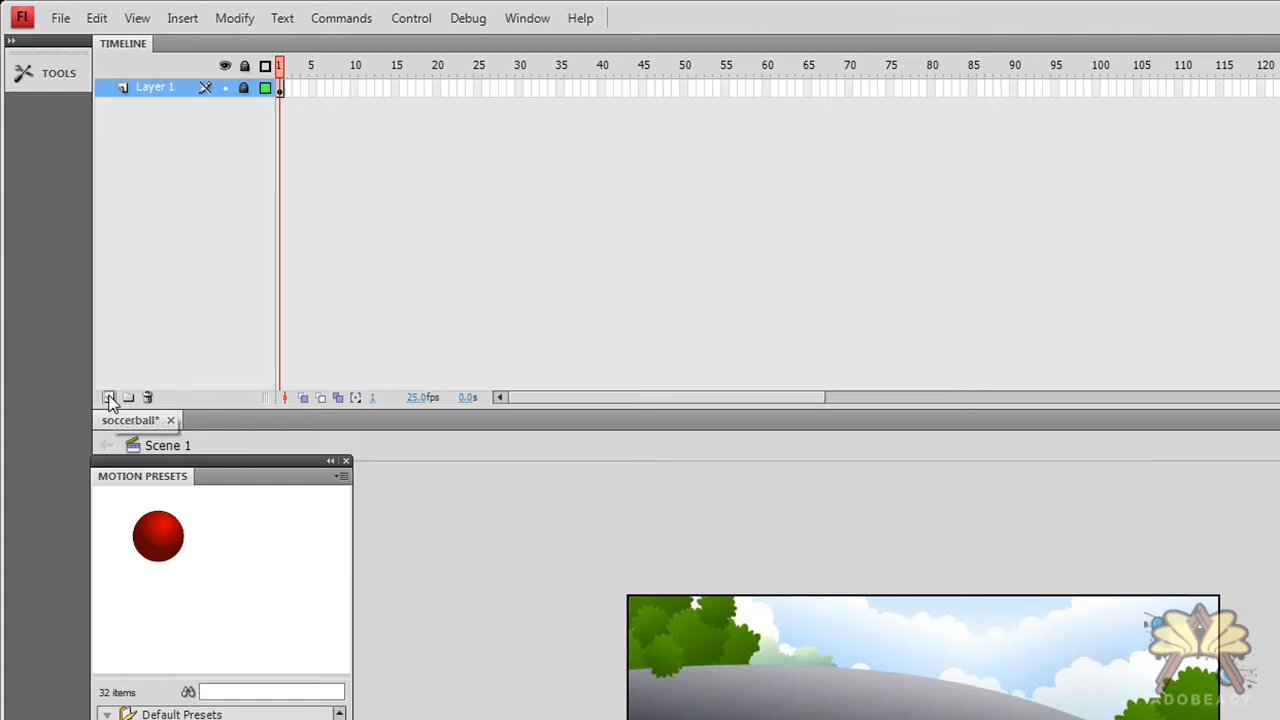 Fl File Edit View Insert Modify Text Commands Control Debug Window Help
TIMELINE
TOOLS
1 5 10 15 20 25 30 35 40 45 50 55 60 65 70 75 80 85 90 95 100 105 110 115 120
Layer 1
1 25.0fps 0.0s
soccerball*
Scene 1
MOTION PRESETS
32 items
Default Presets
ADOBEADY